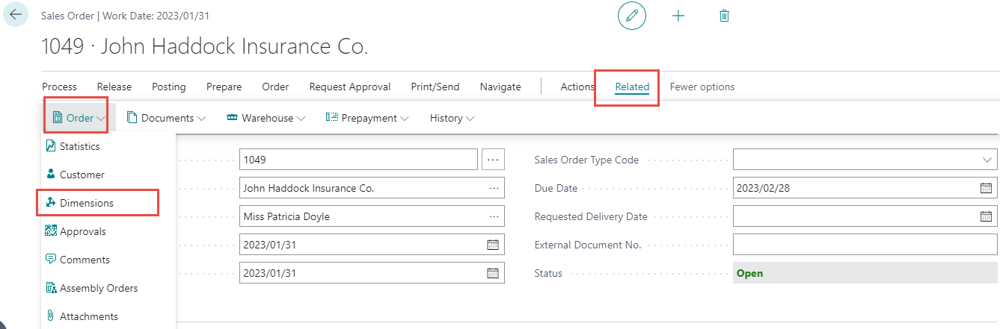 Sales Order | Work Date: 2023/01/31
1049 · John Haddock Insurance Co.
Process Release Posting Prepare Order Request Approval Print/Send Navigate Actions Related Fewer options
Order Documents Warehouse Prepayment History
Statistics
Customer
Dimensions
Approvals
Comments
Assembly Orders
Attachments
1049 ...
John Haddock Insurance Co. ...
Miss Patricia Doyle ...
2023/01/31
2023/01/31
Sales Order Type Code
Due Date 2023/02/28
Requested Delivery Date
External Document No.
Status Open